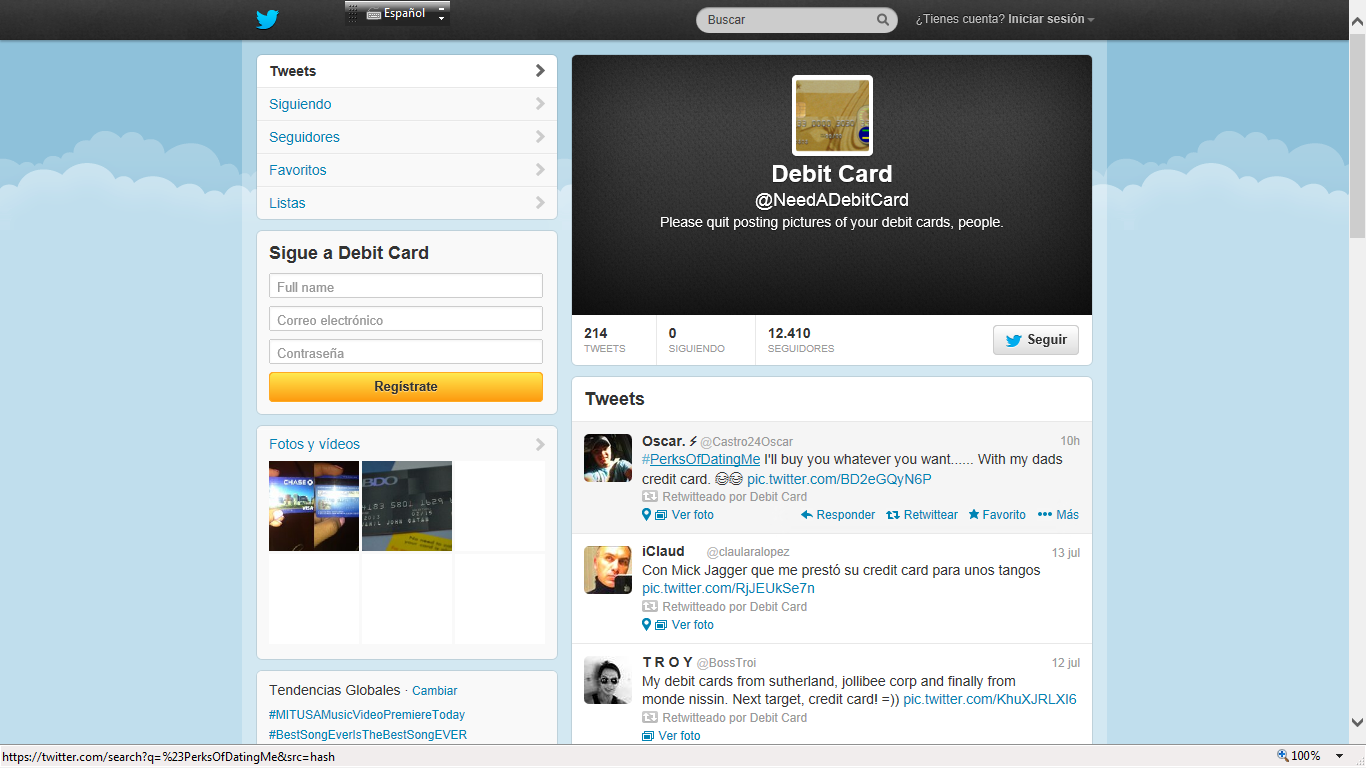 Español
Buscar
¿Tienes cuenta? Iniciar sesión
Tweets
Siguiendo
Seguidores
Favoritos
Listas
Sigue a Debit Card
Full name
Correo electrónico
Contraseña
Regístrate
Fotos y vídeos
CHASE
VISA
BDO
Tendencias Globales · Cambiar
#MITUSAMusicVideoPremiereToday
#BestSongEverIsTheBestSongEVER
Debit Card
@NeedADebitCard
Please quit posting pictures of your debit cards, people.
214
TWEETS
0
SIGUIENDO
12.410
SEGUIDORES
Seguir
Tweets
Oscar.⚡ @Castro24Oscar 10h
#PerksOfDatingMe I'll buy you whatever you want...... With my dads
credit card. 😂😂 pic.twitter.com/BD2eGQyN6P
Retwitteado por Debit Card
Ver foto Responder Retwittear Favorito Más
iClaud @claularalopez 13 jul
Con Mick Jagger que me prestó su credit card para unos tangos
pic.twitter.com/RjJEUkSe7n
Retwitteado por Debit Card
Ver foto
T R O Y @BossTroi 12 jul
My debit cards from sutherland, jollibee corp and finally from
monde nissin. Next target, credit card! =)) pic.twitter.com/KhuXJRLXI6
Retwitteado por Debit Card
Ver foto
https://twitter.com/search?q=%23PerksOfDatingMe&src=hash
100%